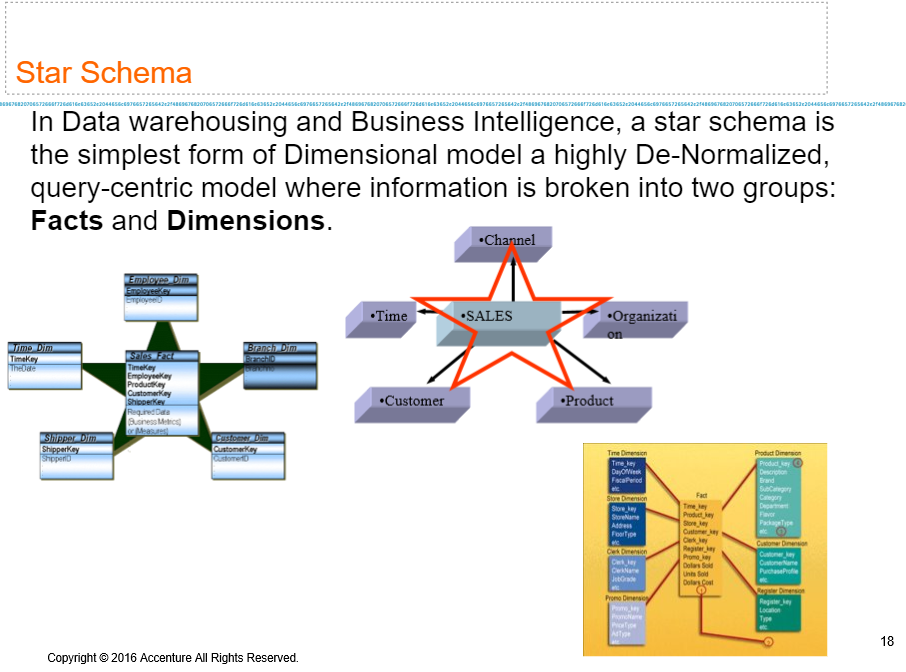 Star Schema
In Data warehousing and Business Intelligence, a star schema is
the simplest form of Dimensional model a highly De-Normalized,
query-centric model where information is broken into two groups:
Facts and Dimensions.
•Channel
•Time
•SALES
•Organizati
on
•Customer
•Product
Employee_Dim
EmployeeKey
EmployeeID
Time_Dim
TimeKey
TheDate
Sales_Fact
TimeKey
EmployeeKey
ProductKey
CustomerKey
ShipperKey
Required Data
(Business Metrics)
or (Measures)
Branch_Dim
BranchID
BranchNo
Shipper_Dim
ShipperKey
ShipperID
Customer_Dim
CustomerKey
CustomerID
Time Dimension
Time_key
DayOfWeek
FiscalPeriod
etc.
Store Dimension
Store_key
StoreName
Address
FloorType
etc.
Clerk Dimension
Clerk_key
ClerkName
JobGrade
etc.
Promo Dimension
Promo_key
PromoName
PriceType
AdType
etc.
Fact
Time_key
Product_key
Store_key
Customer_key
Clerk_key
Register_key
Promo_key
Dollars Sold
Units Sold
Dollars Cost
Product Dimension
Product_key
Description
Brand
SubCategory
Category
Department
Flavor
PackageType
etc.
Customer Dimension
Customer_key
CustomerName
PurchaseProfile
etc.
Register Dimension
Register_key
Location
Type
etc.
Copyright © 2016 Accenture All Rights Reserved.
18